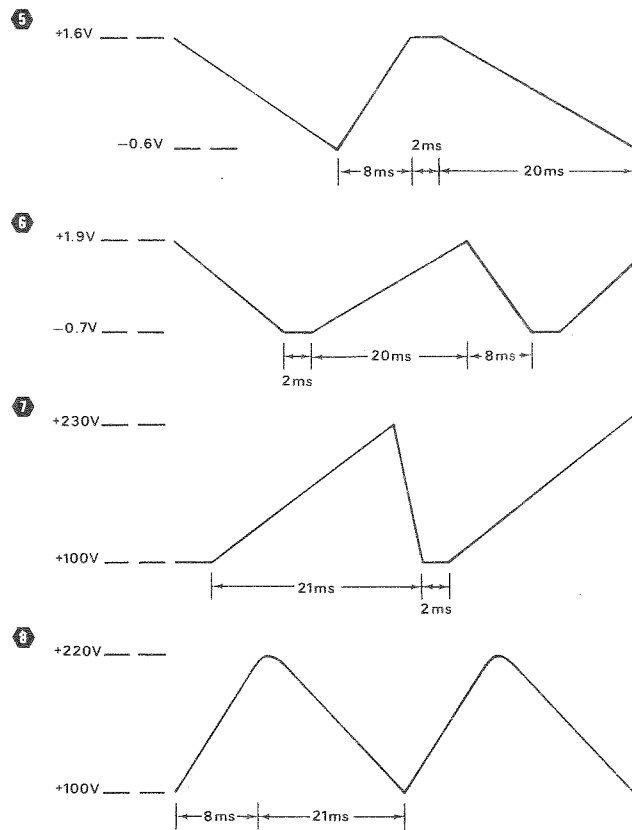 5
+1.6V
−0.6V
8ms
2ms
20ms
6
+1.9V
−0.7V
2ms
20ms
8ms
7
+230V
+100V
21ms
2ms
8
+220V
+100V
8ms
21ms